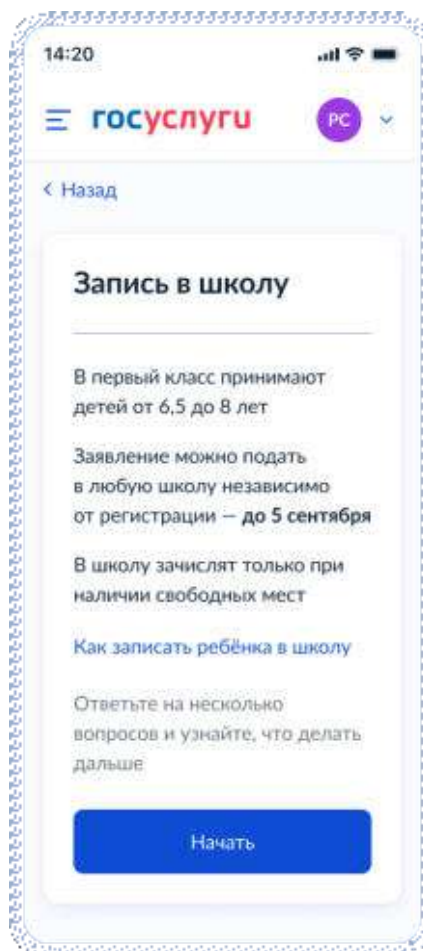 14:20
госуслуги
РС
Назад
Запись в школу
В первый класс принимают
детей от 6,5 до 8 лет
Заявление можно подать
в любую школу независимо
от регистрации — до 5 сентября
В школу зачислят только при
наличии свободных мест
Как записать ребёнка в школу
Ответьте на несколько
вопросов и узнайте, что делать
дальше
Начать